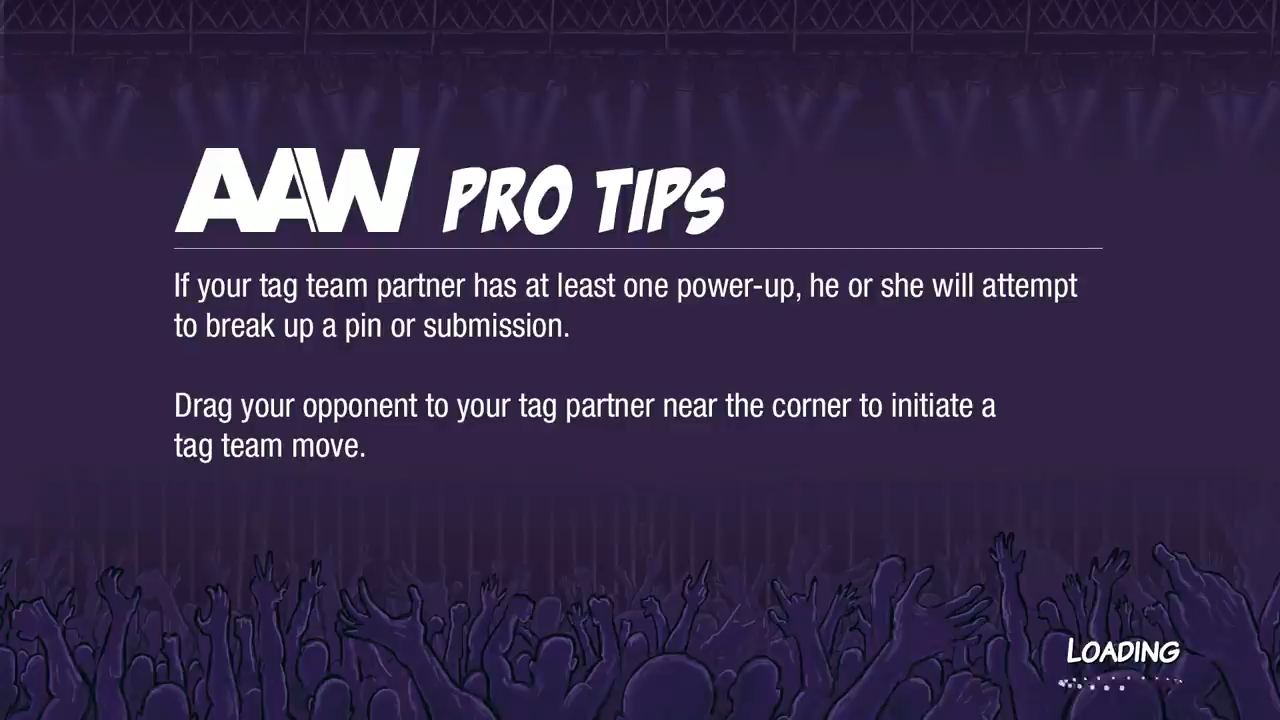 AAW PRO TIPS
If your tag team partner has at least one power-up, he or she will attempt
to break up a pin or submission.
Drag your opponent to your tag partner near the corner to initiate a
tag team move.
LOADING